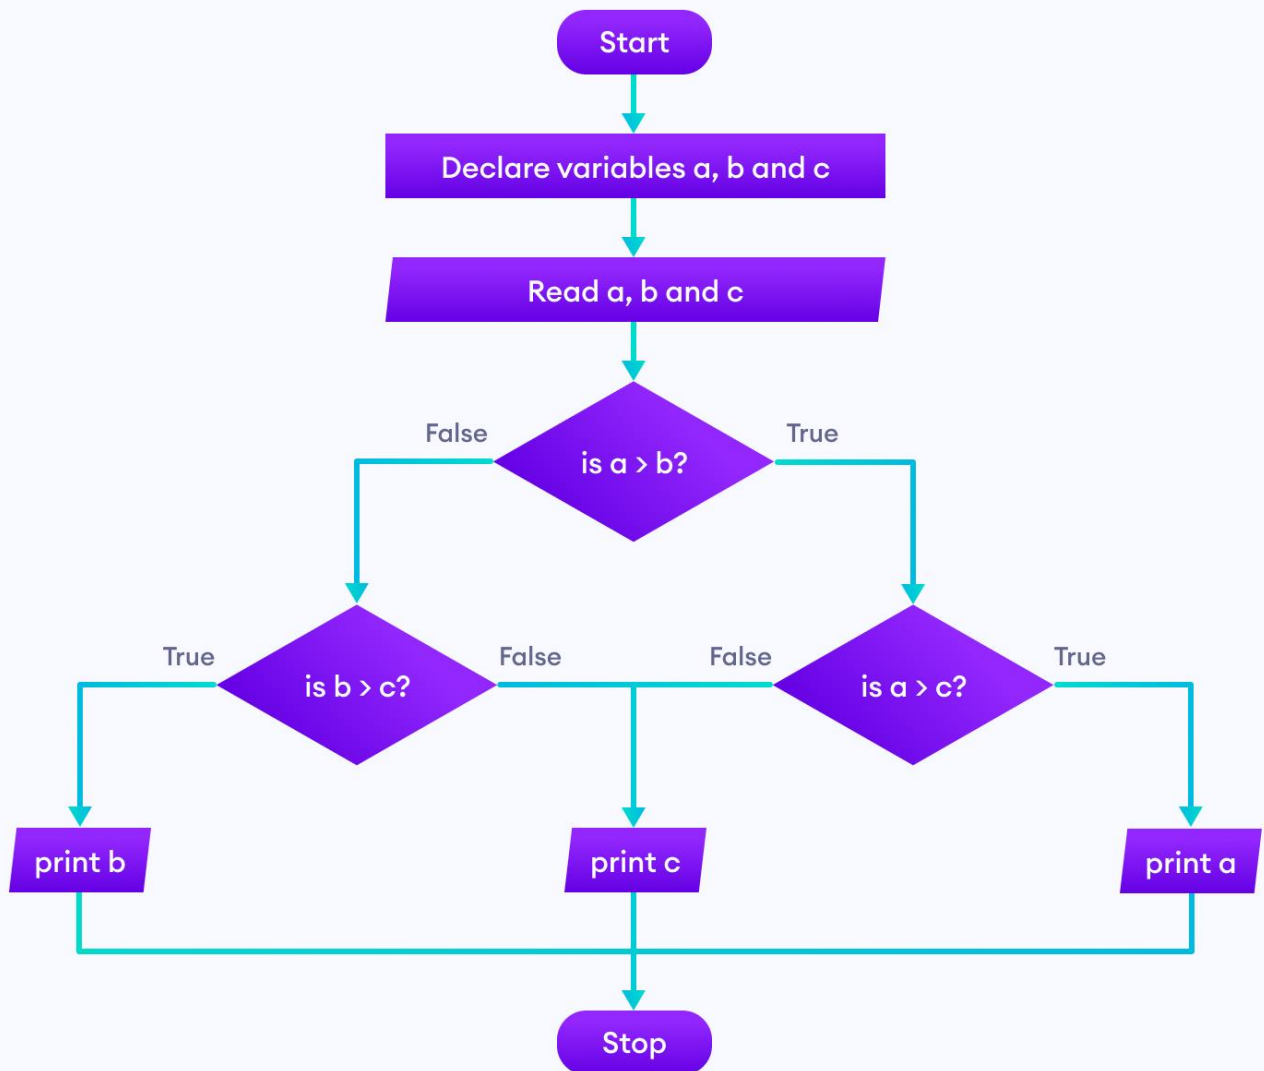 Start
Declare variables a, b and c
Read a, b and c
False
True
is a > b?
True
is b > c?
False
False
is a > c?
True
print b
print c
print a
Stop